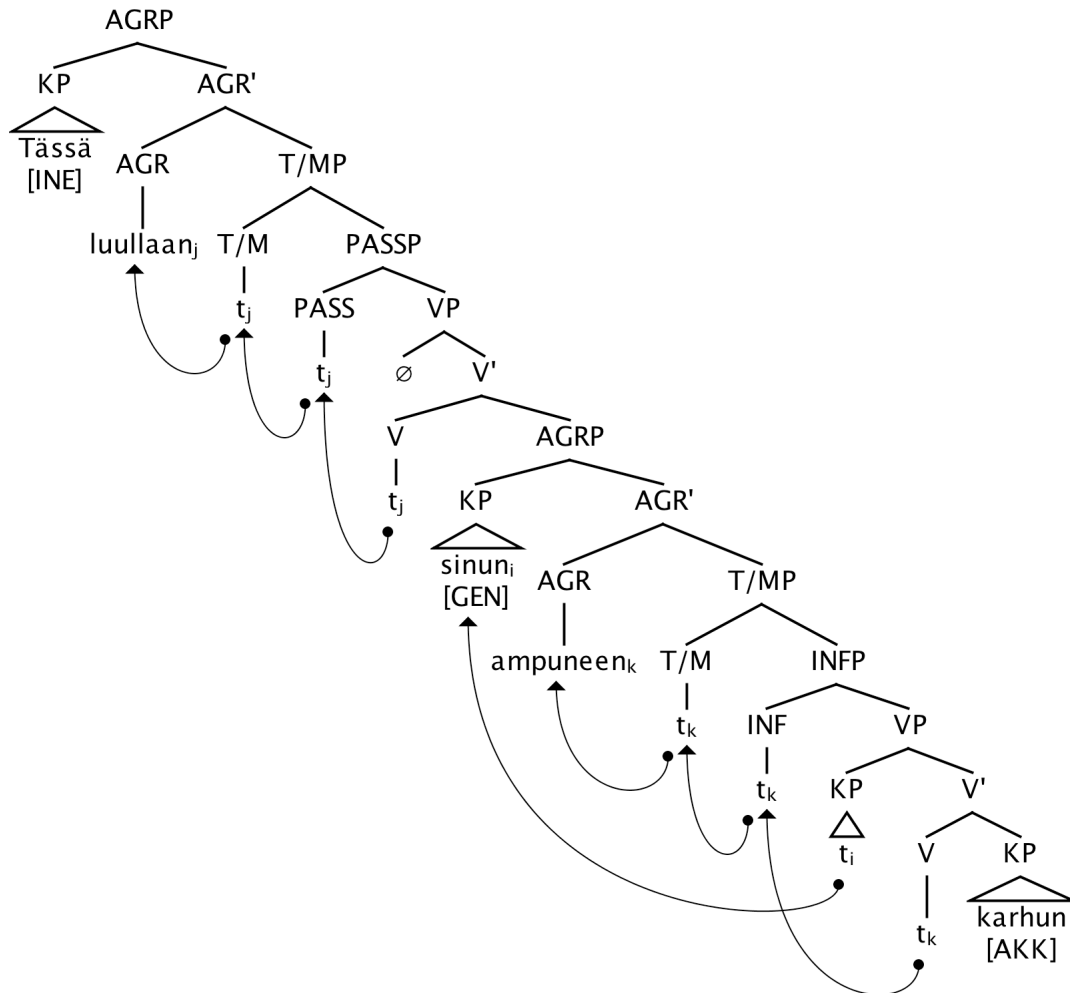 AGRP
KP AGR'
Tässä
[INE]
AGR T/MP
luullaanj T/M PASSP
tj PASS VP
tj ∅ V'
V AGRP
tj KP AGR'
sinuni
[GEN]
AGR T/MP
ampuneenk T/M INFP
tk INF VP
tk KP V'
ti V KP
tk karhun
[AKK]